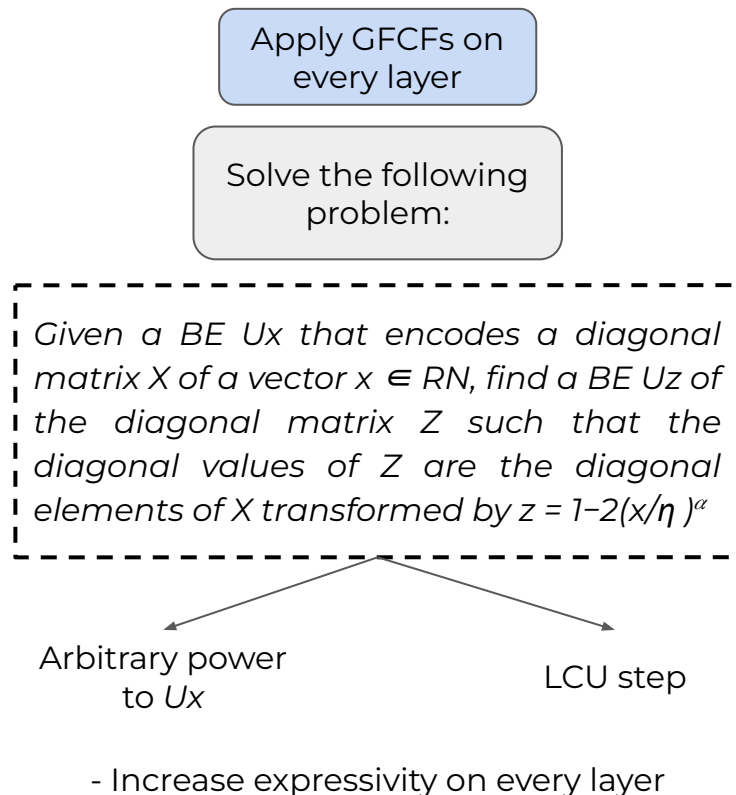 Apply GFCFs on
every layer
Solve the following
problem:
Given a BE Ux that encodes a diagonal
matrix X of a vector x ∈ RN, find a BE Uz of
the diagonal matrix Z such that the
diagonal values of Z are the diagonal
elements of X transformed by z = 1−2(x/η )^α
Arbitrary power
to Ux
LCU step
- Increase expressivity on every layer